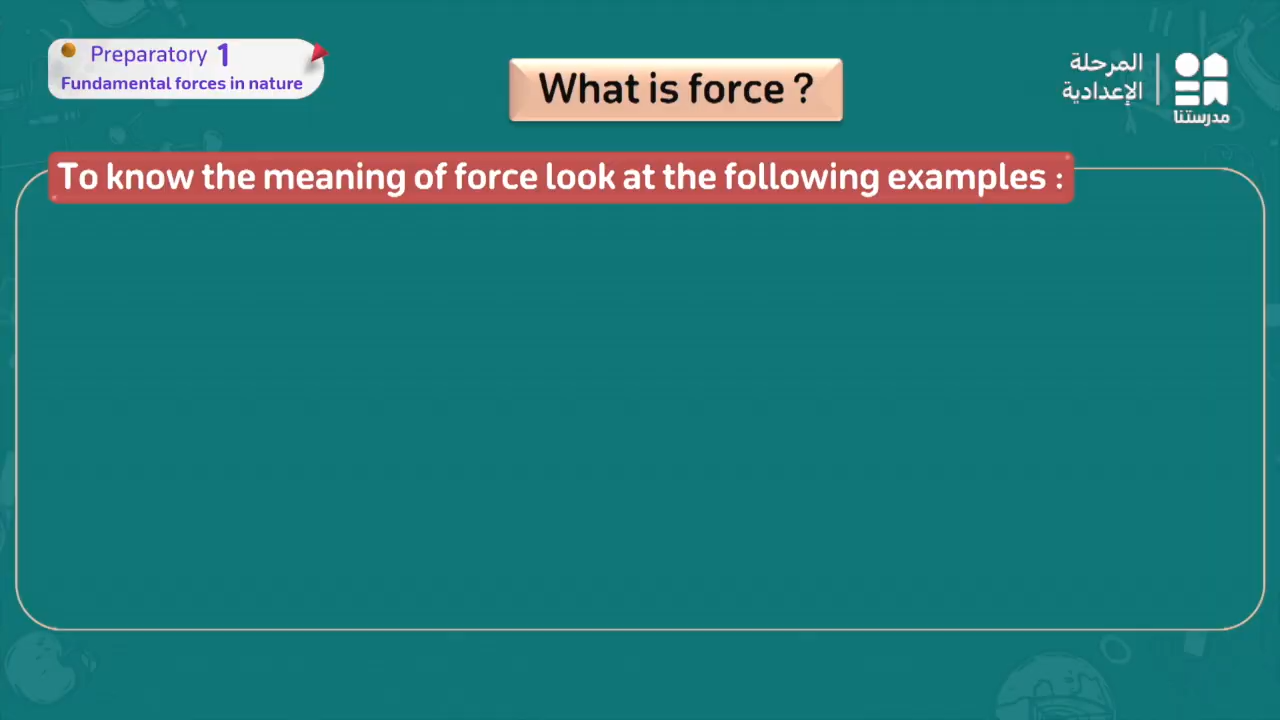 Preparatory 1
Fundamental forces in nature
What is force ?
المرحلة
الإعدادية
مدرستنا
To know the meaning of force look at the following examples :